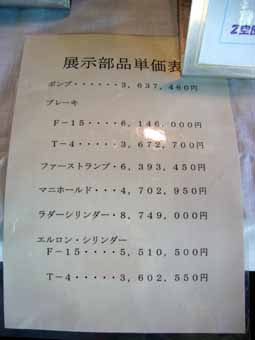 展示部品単価表
ポンプ・・・・・・3,637,460円
ブレーキ
F-15・・・・6,146,000円
T-4・・・・・3,672,700円
ファーストランプ・6,393,450円
マニホールド・・・4,702,950円
ラダーシリンダー・8,749,000円
エルロン・シリンダー
F-15・・・・5,510,500円
T-4・・・・・3,602,550円